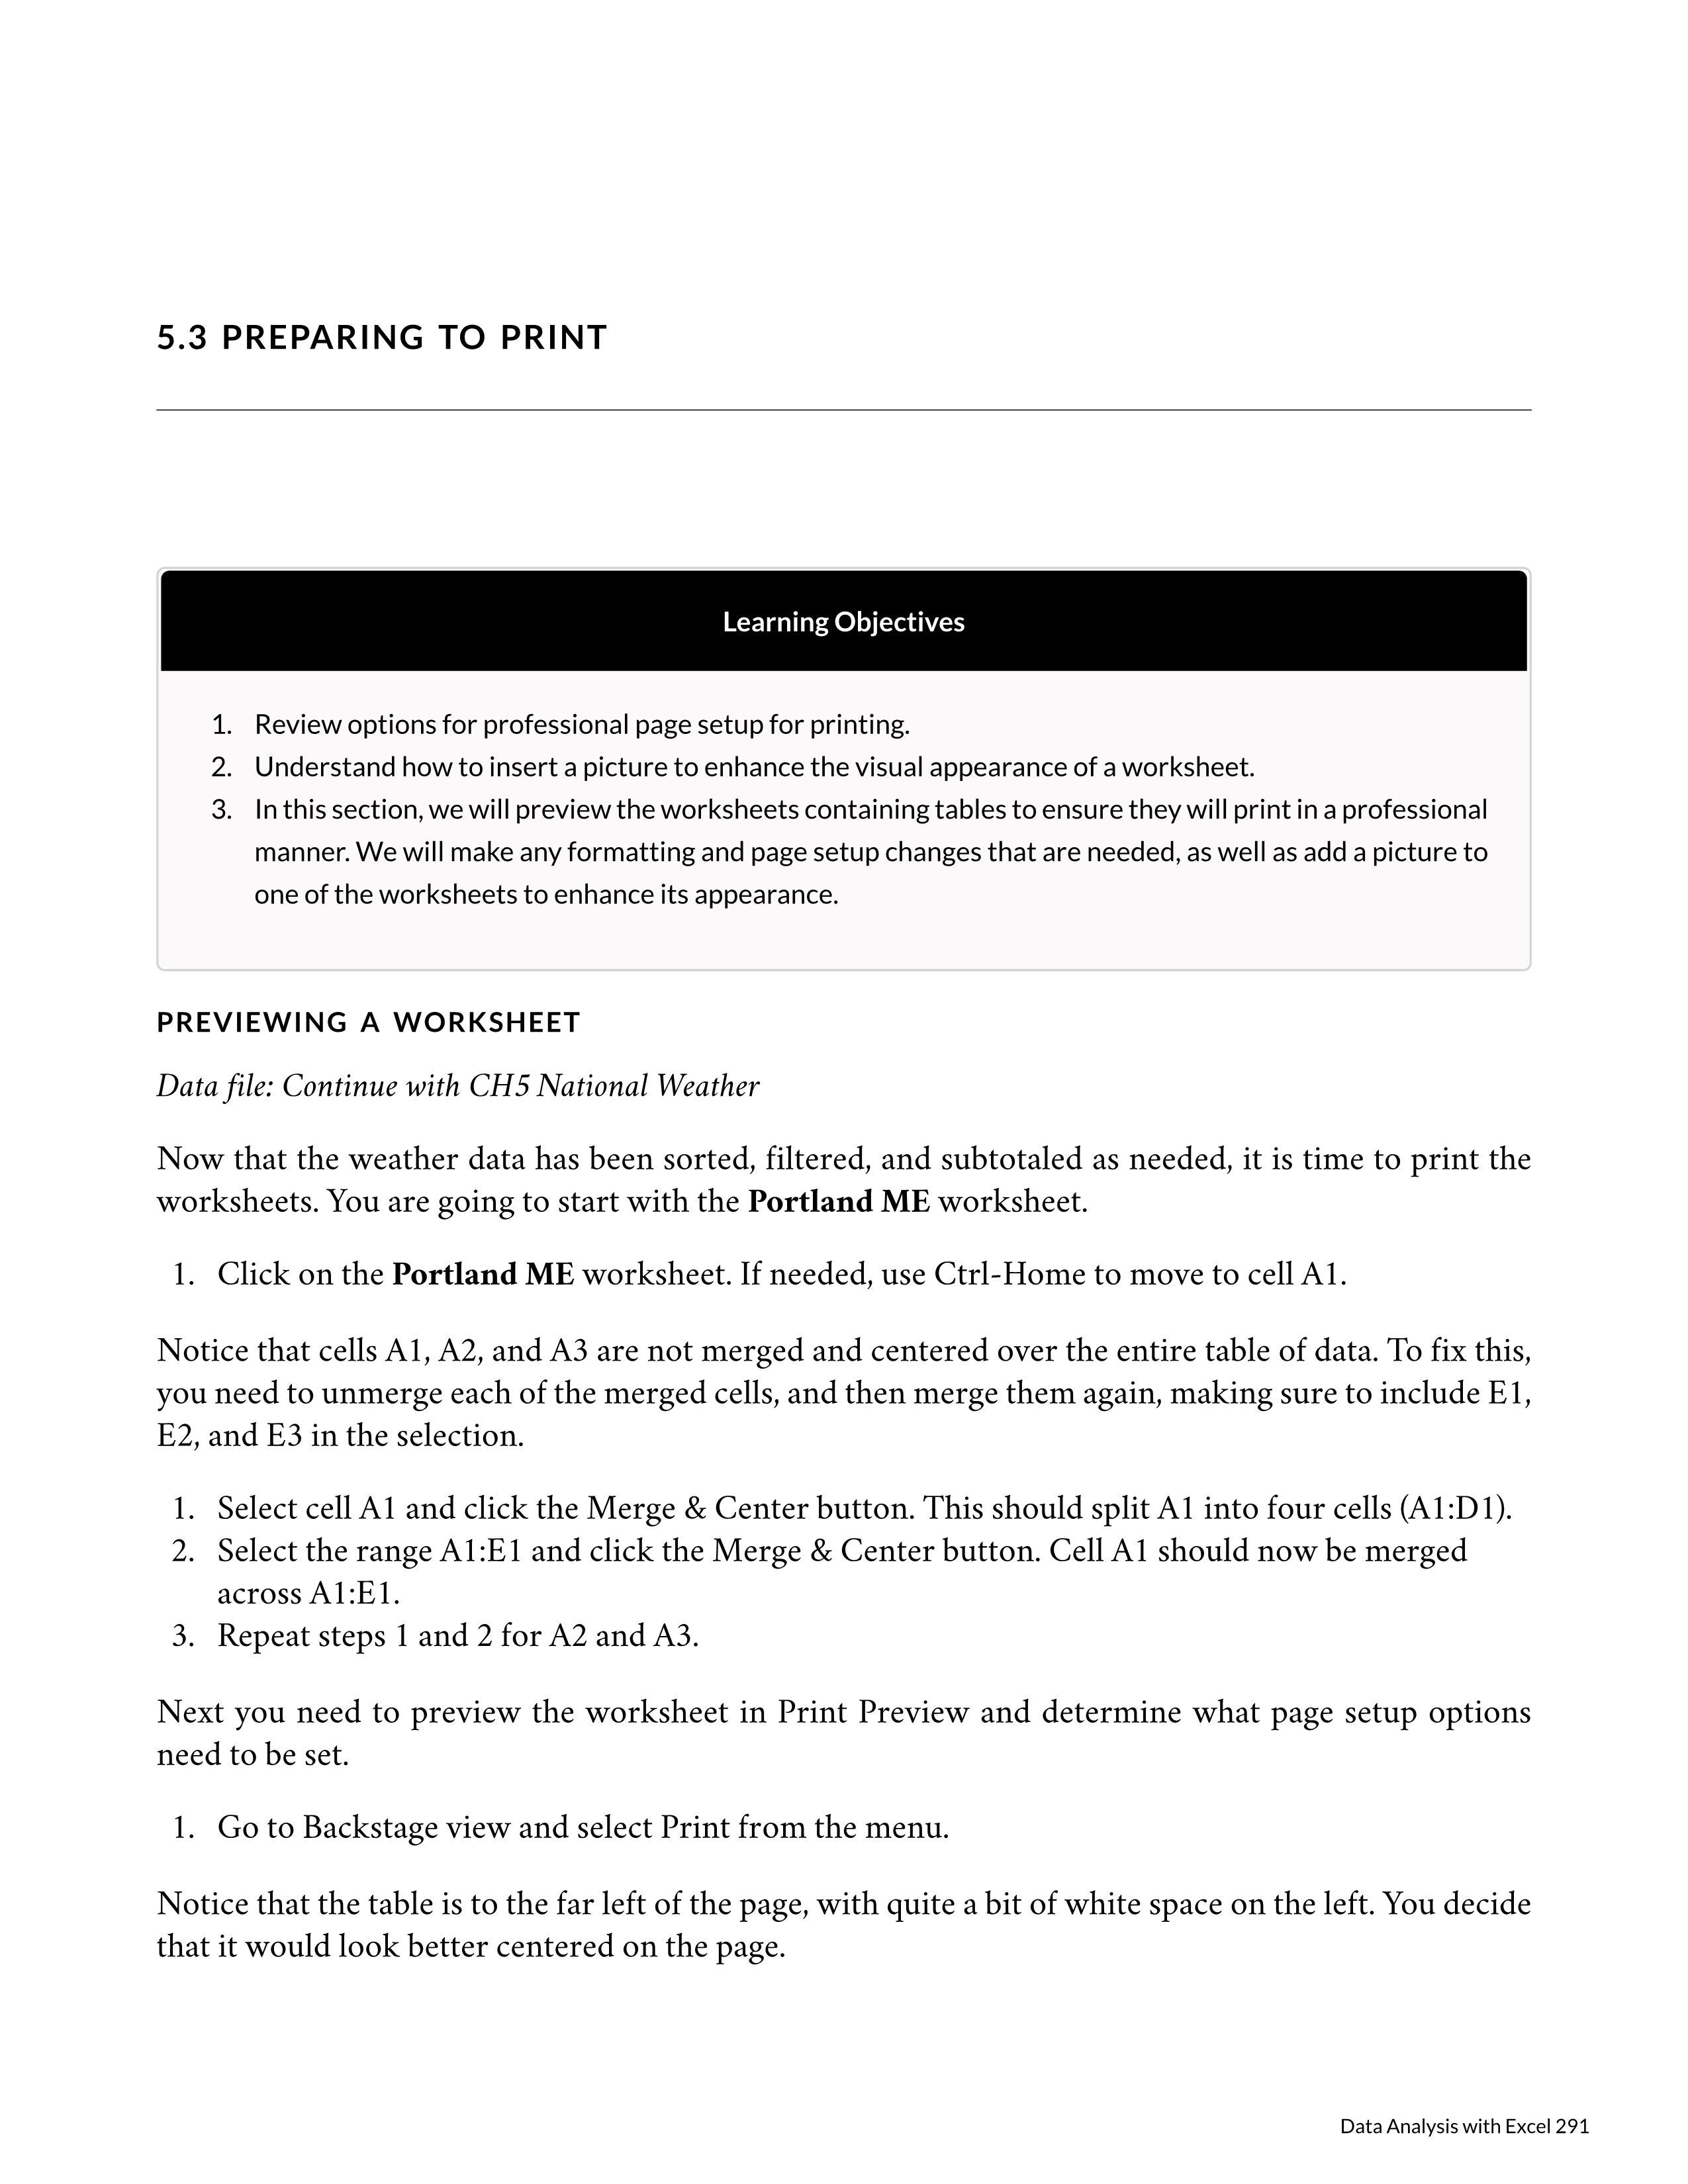 5.3 PREPARING TO PRINT
Learning Objectives
1. Review options for professional page setup for printing.
2. Understand how to insert a picture to enhance the visual appearance of a worksheet.
3. In this section, we will preview the worksheets containing tables to ensure they will print in a professional
manner. We will make any formatting and page setup changes that are needed, as well as add a picture to
one of the worksheets to enhance its appearance.
PREVIEWING A WORKSHEET
Data file: Continue with CH5 National Weather
Now that the weather data has been sorted, filtered, and subtotaled as needed, it is time to print the
worksheets. You are going to start with the Portland ME worksheet.
1. Click on the Portland ME worksheet. If needed, use Ctrl-Home to move to cell A1.
Notice that cells A1, A2, and A3 are not merged and centered over the entire table of data. To fix this,
you need to unmerge each of the merged cells, and then merge them again, making sure to include E1,
E2, and E3 in the selection.
1. Select cell A1 and click the Merge & Center button. This should split A1 into four cells (A1:D1).
2. Select the range A1:E1 and click the Merge & Center button. Cell A1 should now be merged
across A1:E1.
3. Repeat steps 1 and 2 for A2 and A3.
Next you need to preview the worksheet in Print Preview and determine what page setup options
need to be set.
1. Go to Backstage view and select Print from the menu.
Notice that the table is to the far left of the page, with quite a bit of white space on the left. You decide
that it would look better centered on the page.
Data Analysis with Excel 291